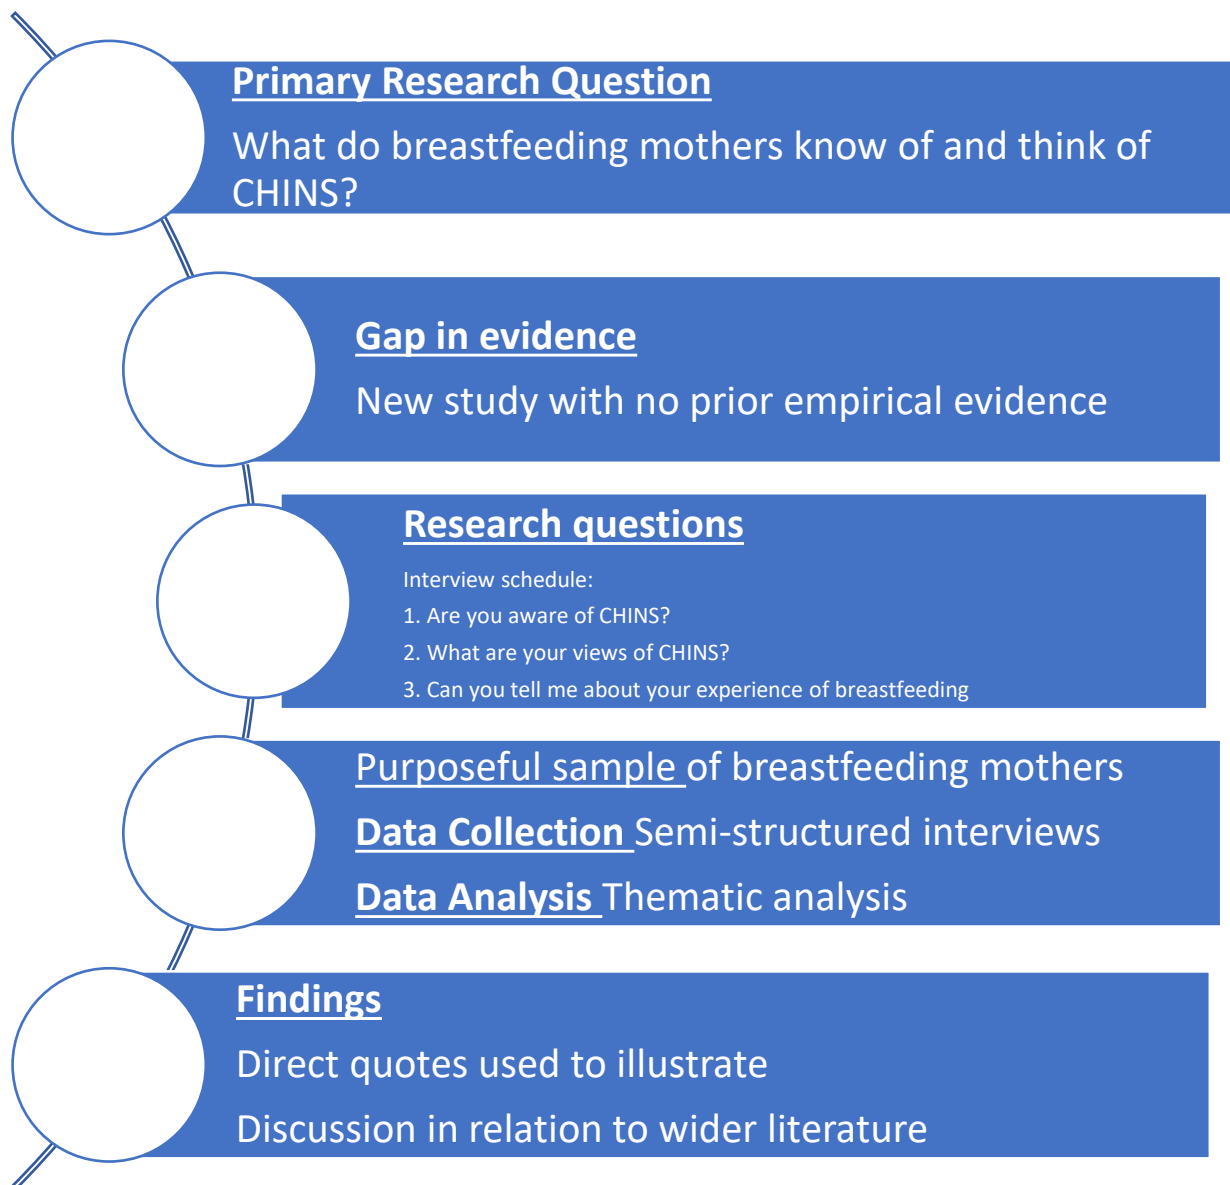 Primary Research Question
What do breastfeeding mothers know of and think of
CHINS?
Gap in evidence
New study with no prior empirical evidence
Research questions
Interview schedule:
1. Are you aware of CHINS?
2. What are your views of CHINS?
3. Can you tell me about your experience of breastfeeding
Purposeful sample of breastfeeding mothers
Data Collection Semi-structured interviews
Data Analysis Thematic analysis
Findings
Direct quotes used to illustrate
Discussion in relation to wider literature